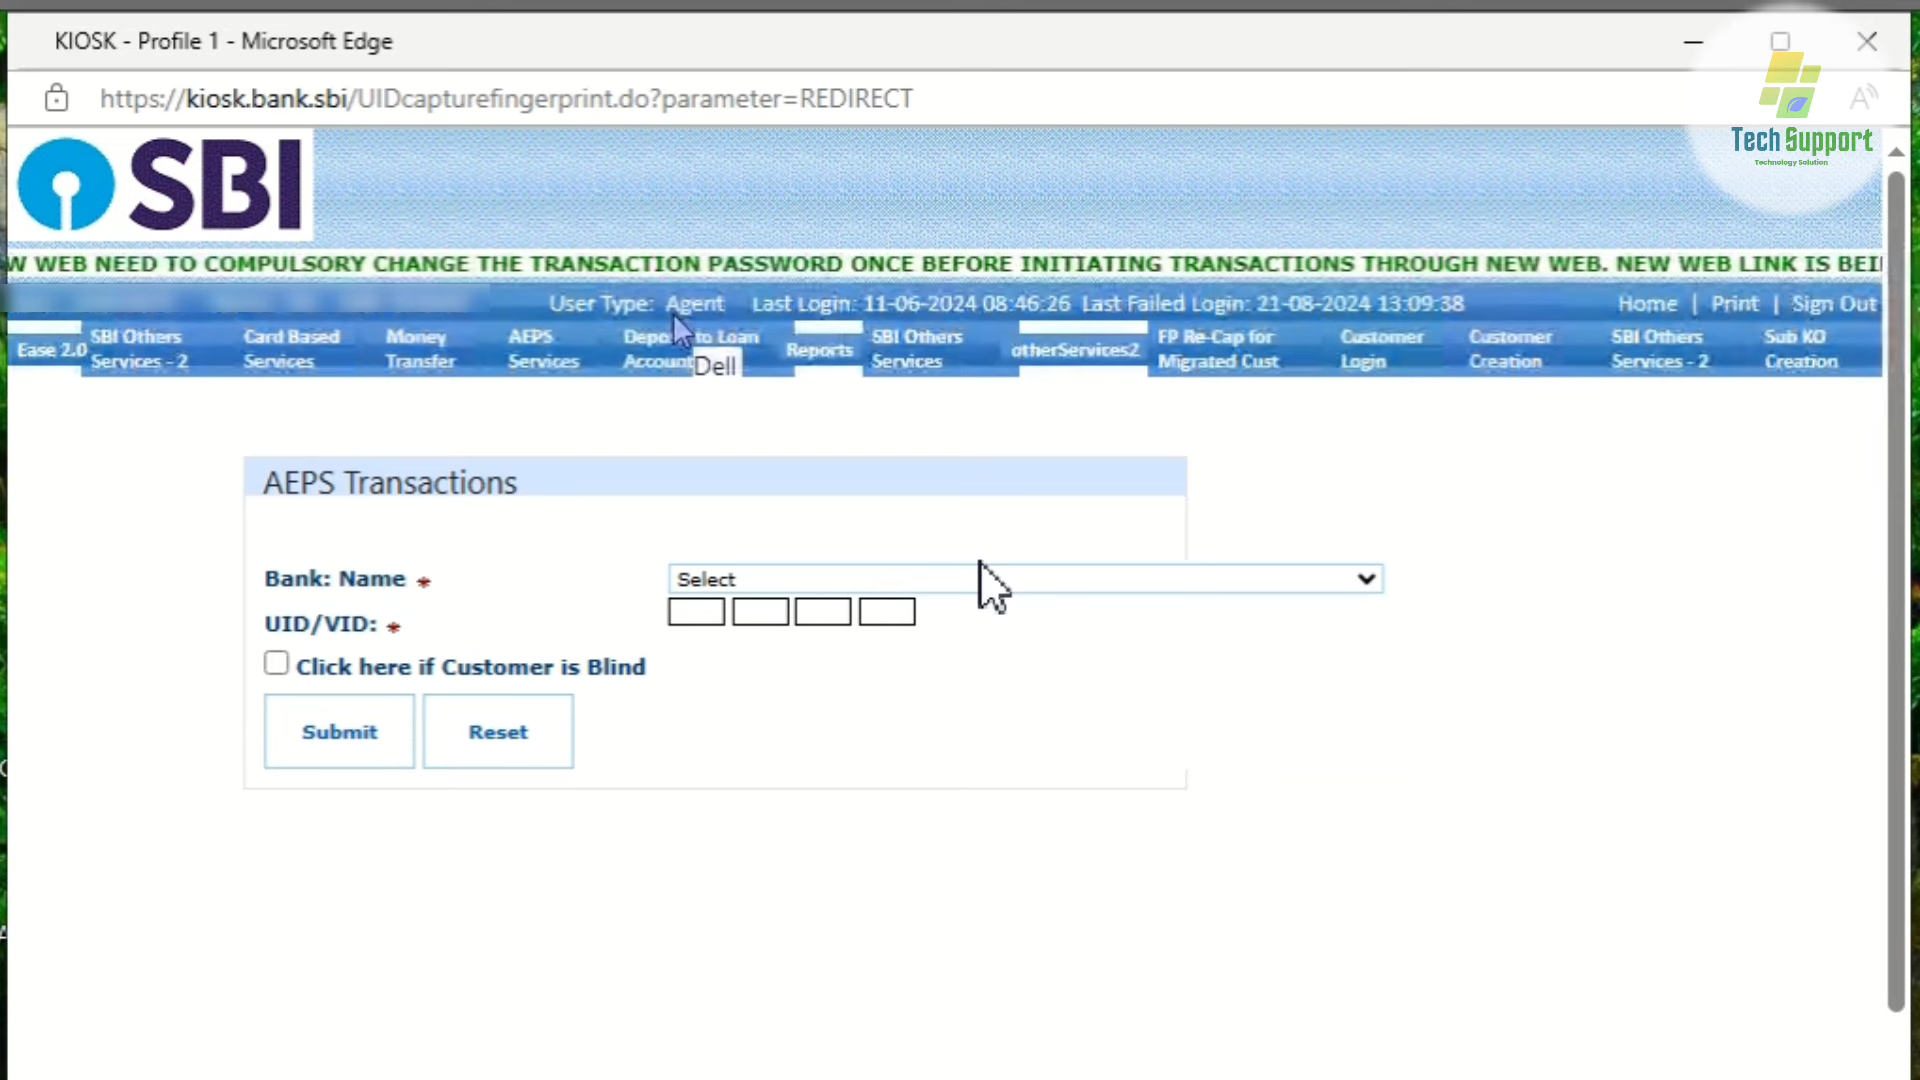 KIOSK - Profile 1 - Microsoft Edge
https://kiosk.bank.sbi/UIDcapturefingerprint.do?parameter=REDIRECT
A
Tech Support
Technology Solution
SBI
W WEB NEED TO COMPULSORY CHANGE THE TRANSACTION PASSWORD ONCE BEFORE INITIATING TRANSACTIONS THROUGH NEW WEB. NEW WEB LINK IS BEI
User Type: Agent Last Login: 11-06-2024 08:46:26 Last Failed Login: 21-08-2024 13:09:38 Home | Print | Sign Out
Ease 2.0
SBI Others
Services - 2
Card Based
Services
Money
Transfer
AEPS
Services
Depo to Loan
Account
Dell
Reports
SBI Others
Services
otherServices2
FP Re-Cap for
Migrated Cust
Customer
Login
Customer
Creation
SBI Others
Services - 2
Sub KO
Creation
AEPS Transactions
Bank: Name *
Select
UID/VID: *
Click here if Customer is Blind
Submit
Reset